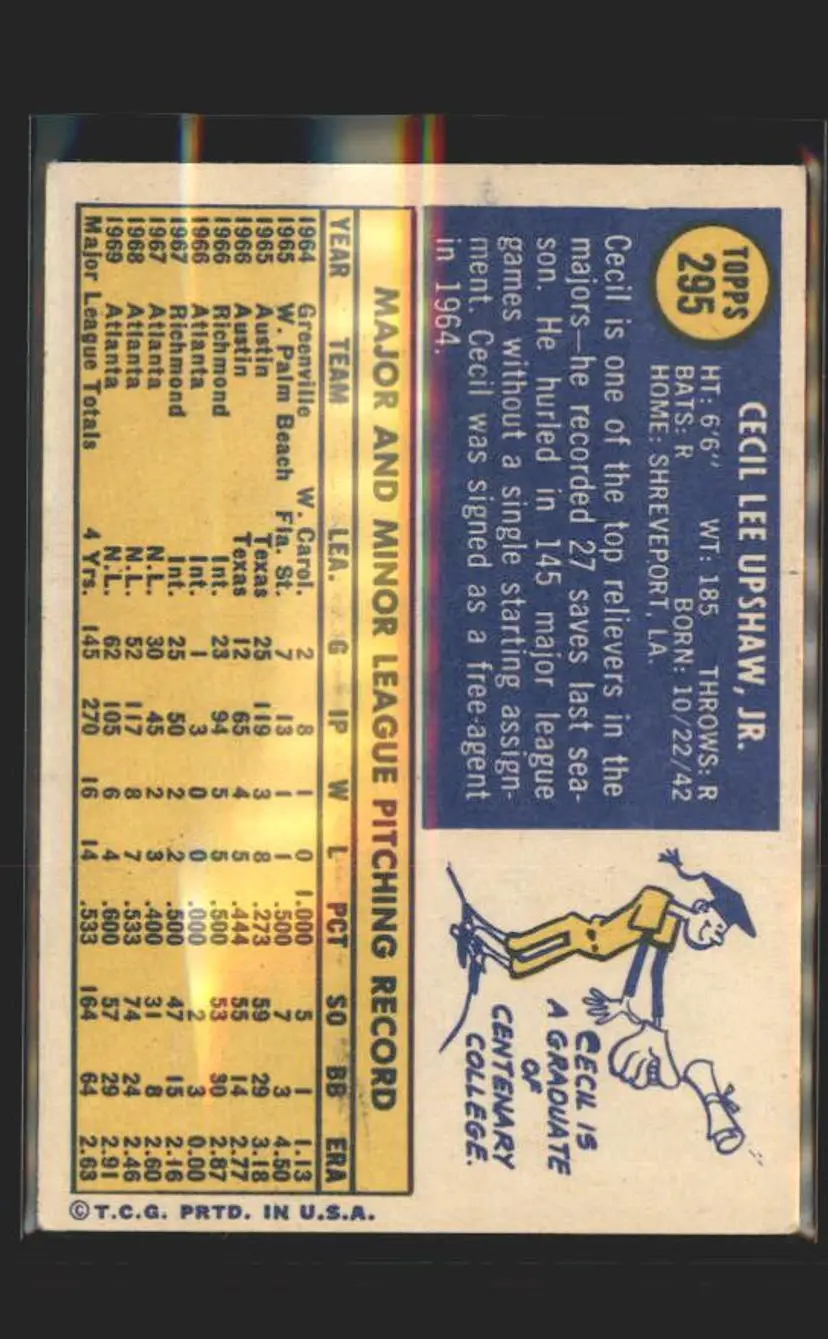 TOPPS
295
CECIL LEE UPSHAW, JR.
HT: 6'6" WT: 185 THROWS: R
BATS: R BORN: 10/22/42
HOME: SHREVEPORT, LA.
Cecil is one of the top relievers in the
majors—he recorded 27 saves last sea-
son. He hurled in 145 major league
games without a single starting assign-
ment. Cecil was signed as a free-agent
in 1964.
CECIL IS
A GRADUATE
OF
CENTENARY
COLLEGE.
MAJOR AND MINOR LEAGUE PITCHING RECORD
YEAR TEAM LEA. G IP W L PCT SO BB ERA
1964 Greenville W. Carol. 2 8 1 0 1.000 5 1 1.13
1965 W. Palm Beach Fla. St. 7 13 1 1 .500 7 3 4.50
1965 Austin Texas 25 119 3 8 .273 59 29 3.18
1966 Austin Texas 12 65 4 5 .444 55 14 2.77
1966 Richmond Int. 23 94 5 5 .500 53 30 2.87
1966 Atlanta Int. 1 3 0 0 .000 2 3 0.00
1967 Richmond Int. 25 50 2 2 .500 47 15 2.16
1967 Atlanta N.L. 30 45 2 3 .400 31 8 2.60
1968 Atlanta N.L. 52 117 8 7 .533 74 24 2.46
1969 Atlanta N.L. 62 105 6 4 .600 57 29 2.91
Major League Totals 4 Yrs. 145 270 16 14 .533 164 64 2.63
©T.C.G. PRTD. IN U.S.A.